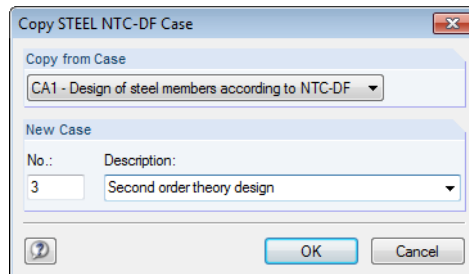 Copy STEEL NTC-DF Case
Copy from Case
CA1 - Design of steel members according to NTC-DF
New Case
No.: Description:
3 Second order theory design
OK Cancel